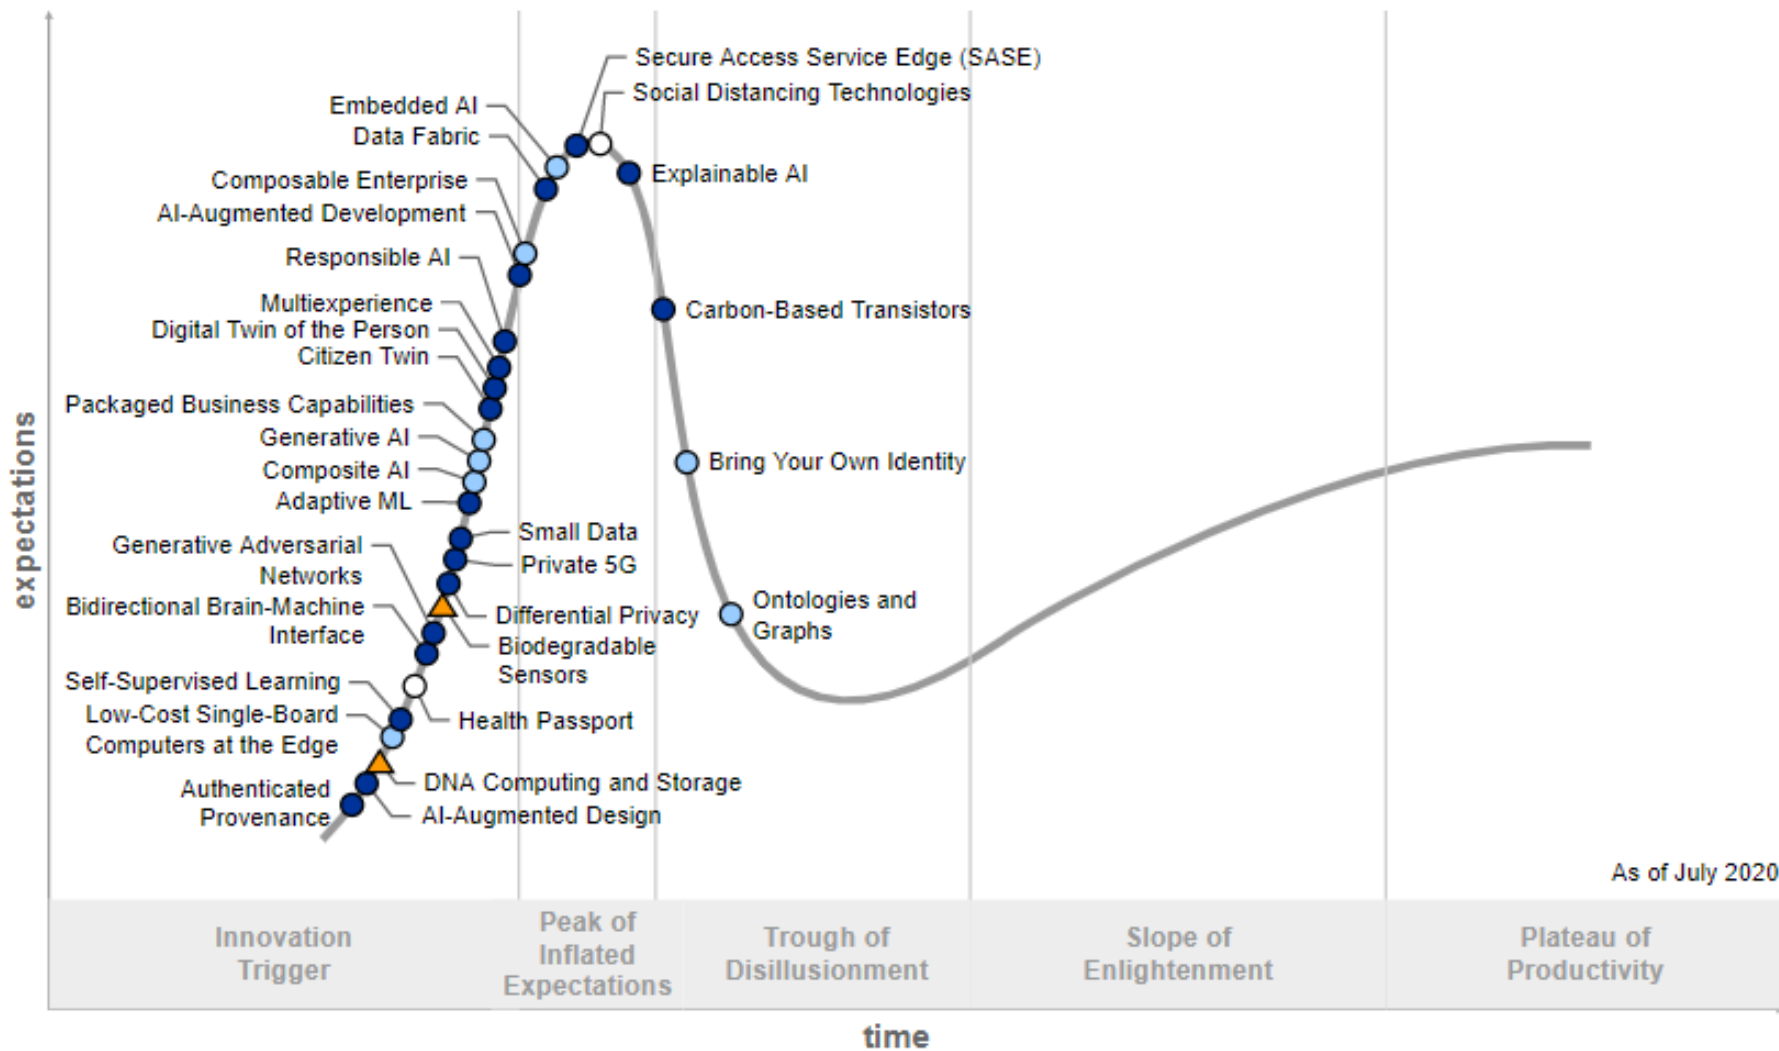 Secure Access Service Edge (SASE)
Social Distancing Technologies
Embedded AI
Data Fabric
Explainable AI
Composable Enterprise
AI-Augmented Development
Responsible AI
Multiexperience
Carbon-Based Transistors
Digital Twin of the Person
Citizen Twin
Packaged Business Capabilities
Generative AI
Bring Your Own Identity
Composite AI
Adaptive ML
Small Data
Generative Adversarial
Networks
Private 5G
Bidirectional Brain-Machine
Interface
Differential Privacy
Biodegradable
Sensors
Ontologies and
Graphs
Self-Supervised Learning
Low-Cost Single-Board
Computers at the Edge
Health Passport
DNA Computing and Storage
Authenticated
Provenance
AI-Augmented Design
expectations
As of July 2020
Innovation
Trigger
Peak of
Inflated
Expectations
Trough of
Disillusionment
Slope of
Enlightenment
Plateau of
Productivity
time